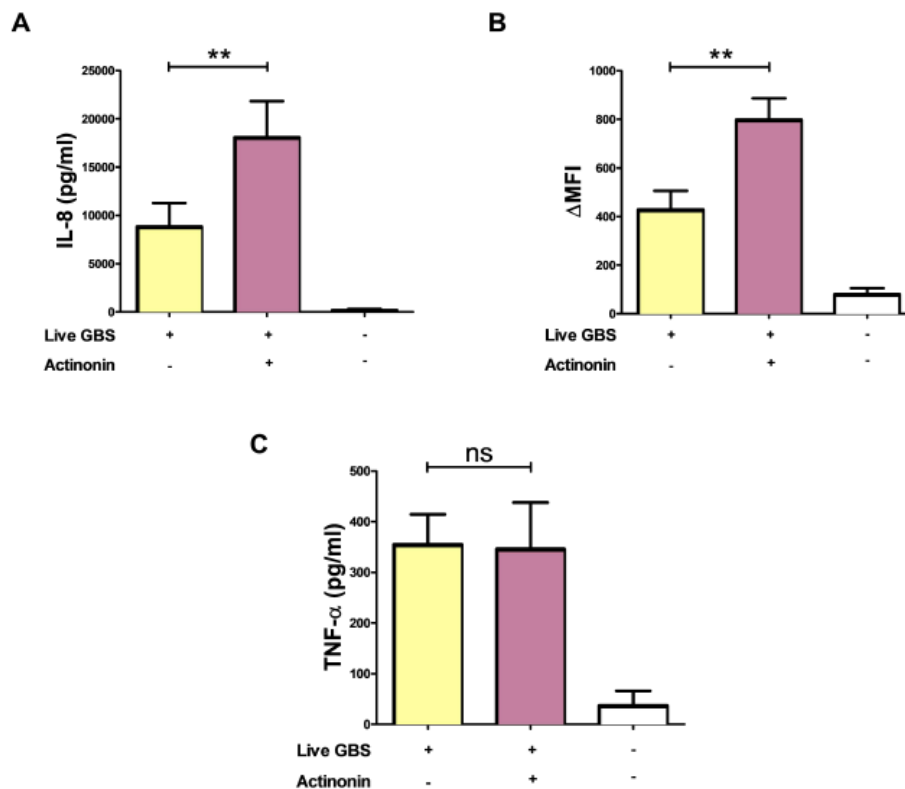 A
**
IL-8 (pg/ml)
25000
20000
15000
10000
5000
0
Live GBS + + -
Actinonin - + -
B
**
ΔMFI
1000
800
600
400
200
0
Live GBS + + -
Actinonin - + -
C
ns
TNF-α (pg/ml)
500
400
300
200
100
0
Live GBS + + -
Actinonin - + -